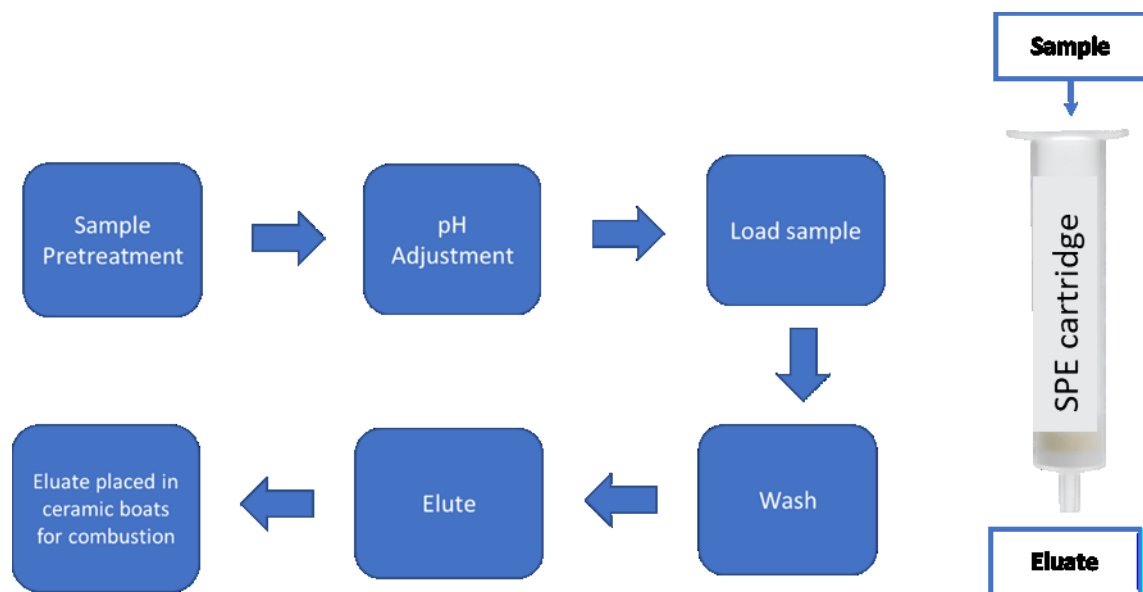 Sample
Pretreatment
pH
Adjustment
Load sample
Wash
Elute
Eluate placed in
ceramic boats
for combustion
Sample
SPE cartridge
Eluate